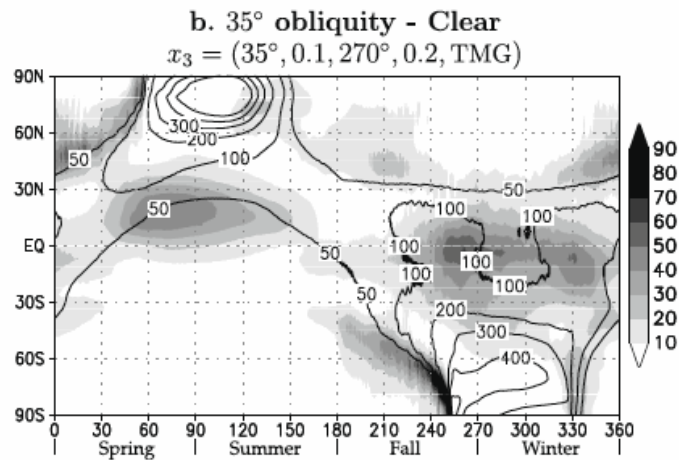 b. 35° obliquity - Clear
x₃ = (35°, 0.1, 270°, 0.2, TMG)
90N
60N
30N
EQ
30S
60S
90S
50
300
200
100
50
50
50
50
100
100
100
100
100
100
200
300
400
90
80
70
60
50
40
30
20
10
0 30 60 90 120 150 180 210 240 270 300 330 360
| Spring | Summer | Fall | Winter |